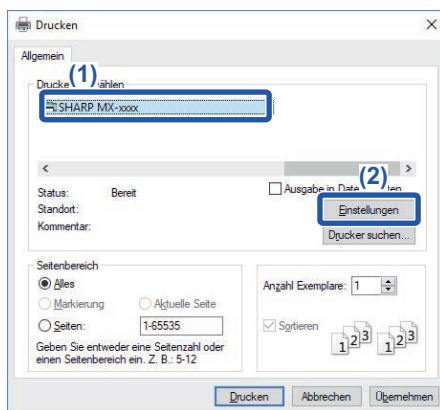 Drucken
Allgemein
(1)
Drucke ählen
SHARP MX-xxxx
(2)
Status: Bereit
Ausgabe in Date
Standort:
Einstellungen
Kommentar:
Drucker suchen...
Seitenbereich
Alles
Markierung Aktuelle Seite
Seiten: 1-65535
Geben Sie entweder eine Seitenzahl oder
einen Seitenbereich ein. Z. B.: 5-12
Anzahl Exemplare: 1
Sortieren
1 2 3 1 2 3
Drucken Abbrechen Übernehmen